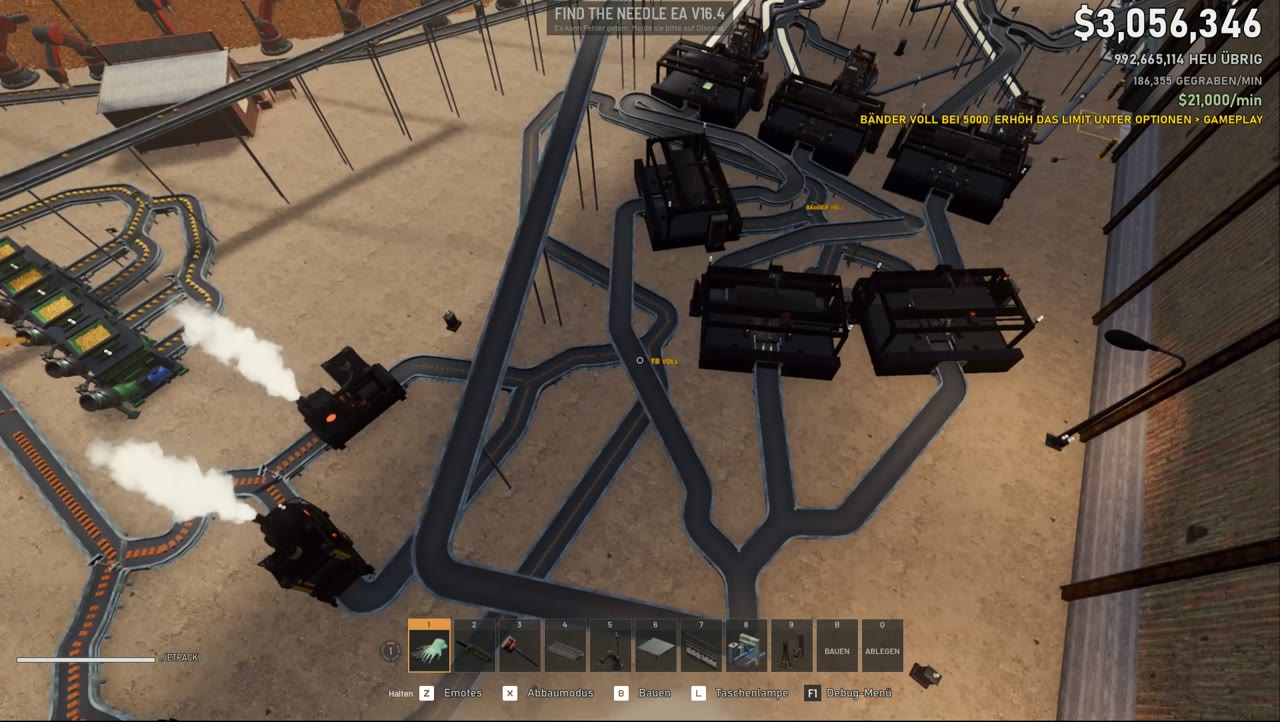 FIND THE NEEDLE EA V16.4
Es kann Fehler geben. Melde sie bitte auf Discord.
$3,056,346
992,665,114 HEU ÜBRIG
186,355 GEGRABEN/MIN
$21,000/min
BÄNDER VOLL BEI 5000: ERHÖH DAS LIMIT UNTER OPTIONEN > GAMEPLAY
BÄNDER VOLL
VOLL
JETPACK
1
1 2 3 4 5 6 7 8 9 B 0
BAUEN
ABLEGEN
Halten Z Emotes X Abbaumodus B Bauen L Taschenlampe F1 Debug-Menü